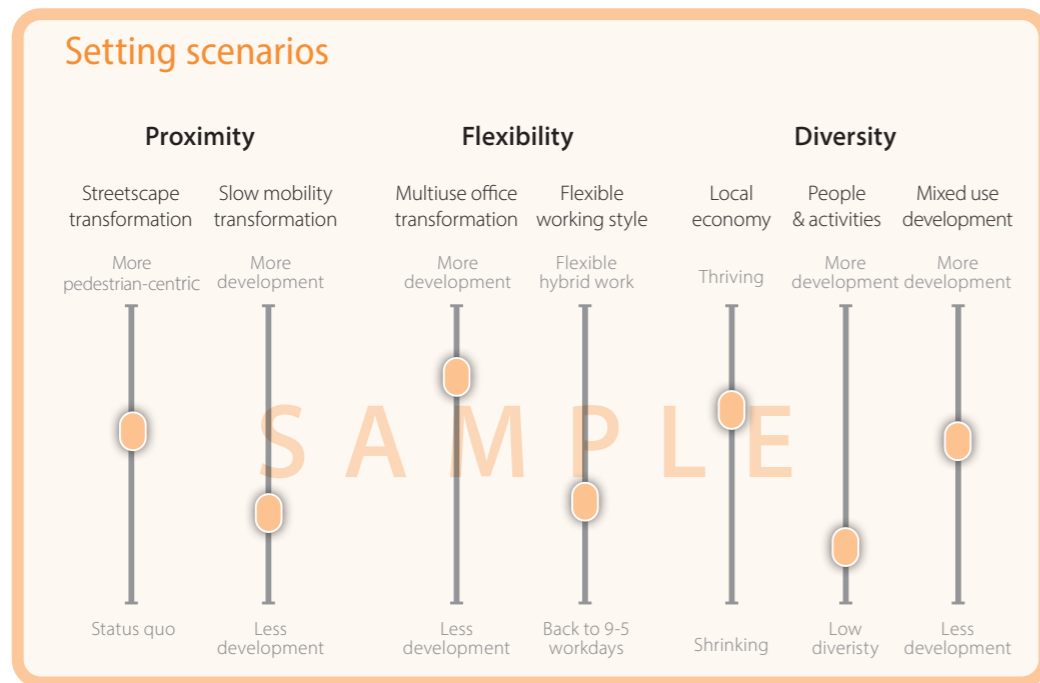 Setting scenarios
Proximity
Flexibility
Diversity
Streetscape
transformation
Slow mobility
transformation
Multiuse office
transformation
Flexible
working style
Local
economy
People
& activities
Mixed use
development
More
pedestrian-centric
More
development
More
development
Flexible
hybrid work
Thriving
More
development
More
development
SAMPLE
Status quo
Less
development
Less
development
Back to 9-5
workdays
Shrinking
Low
diveristy
Less
development